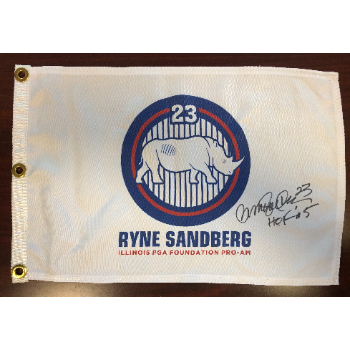 23
RYNE SANDBERG
ILLINOIS PGA FOUNDATION PRO-AM
23
HOF '05